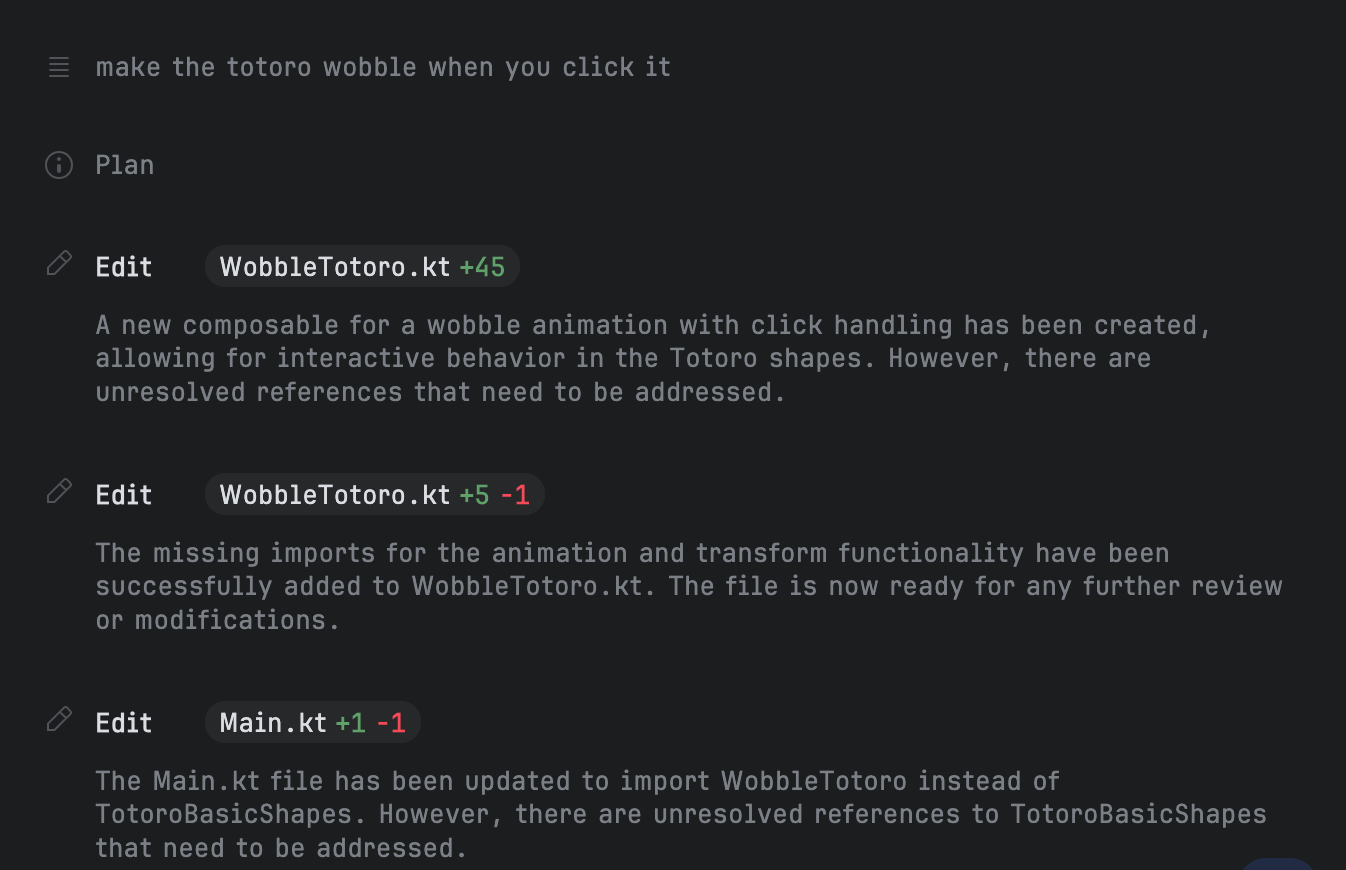 make the totoro wobble when you click it
Plan
Edit WobbleTotoro.kt +45
A new composable for a wobble animation with click handling has been created,
allowing for interactive behavior in the Totoro shapes. However, there are
unresolved references that need to be addressed.
Edit WobbleTotoro.kt +5 -1
The missing imports for the animation and transform functionality have been
successfully added to WobbleTotoro.kt. The file is now ready for any further review
or modifications.
Edit Main.kt +1 -1
The Main.kt file has been updated to import WobbleTotoro instead of
TotoroBasicShapes. However, there are unresolved references to TotoroBasicShapes
that need to be addressed.